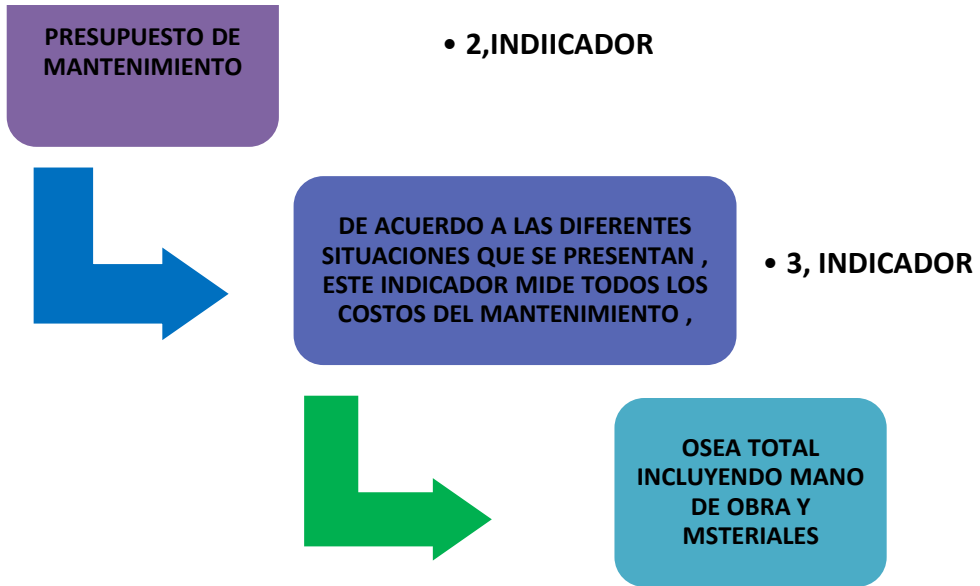 PRESUPUESTO DE
MANTENIMIENTO
• 2,INDIICADOR
DE ACUERDO A LAS DIFERENTES
SITUACIONES QUE SE PRESENTAN ,
ESTE INDICADOR MIDE TODOS LOS
COSTOS DEL MANTENIMIENTO ,
• 3, INDICADOR
OSEA TOTAL
INCLUYENDO MANO
DE OBRA Y
MSTERIALES